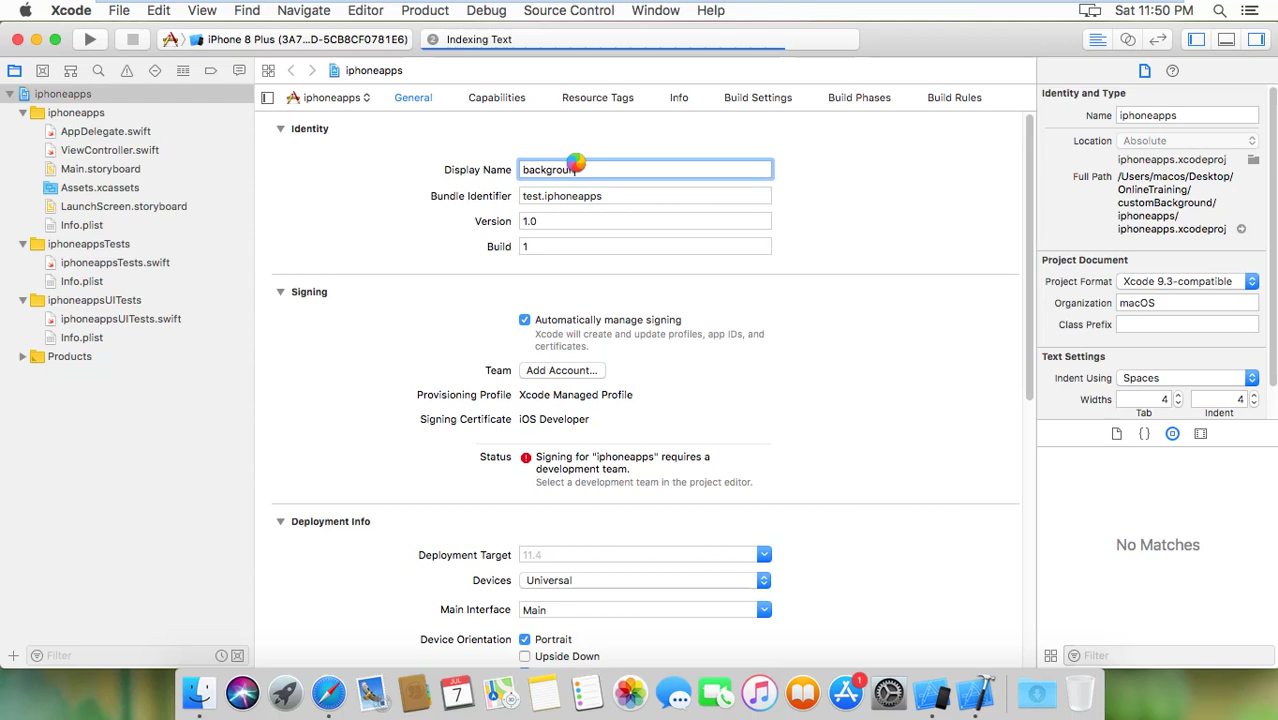 Xcode File Edit View Find Navigate Editor Product Debug Source Control Window Help Sat 11:50 PM
iPhone 8 Plus (3A7...-5CB8CF0781E6) 2 Indexing Text
iphoneapps
iphoneapps General Capabilities Resource Tags Info Build Settings Build Phases Build Rules
iphoneapps
iphoneapps
AppDelegate.swift
ViewController.swift
Main.storyboard
Assets.xcassets
LaunchScreen.storyboard
Info.plist
iphoneappsTests
iphoneappsTests.swift
Info.plist
iphoneappsUITests
iphoneappsUITests.swift
Info.plist
Products
Filter
Identity
Display Name
Bundle Identifier test.iphoneapps
Version 1.0
Build 1
Signing
Automatically manage signing
Xcode will create and update profiles, app IDs, and
certificates.
Team Add Account...
Provisioning Profile Xcode Managed Profile
Signing Certificate iOS Developer
Status Signing for "iphoneapps" requires a
development team.
Select a development team in the project editor.
Deployment Info
Deployment Target 11.4
Devices Universal
Main Interface Main
Device Orientation Portrait
Upside Down
Identity and Type
Name iphoneapps
Location Absolute
iphoneapps.xcodeproj
Full Path /Users/macos/Desktop/
OnlineTraining/
customBackground/
iphoneapps/
iphoneapps.xcodeproj
Project Document
Project Format Xcode 9.3-compatible
Organization macOS
Class Prefix
Text Settings
Indent Using Spaces
Widths 4 4
Tab Indent
No Matches
Filter
JUL
7
1